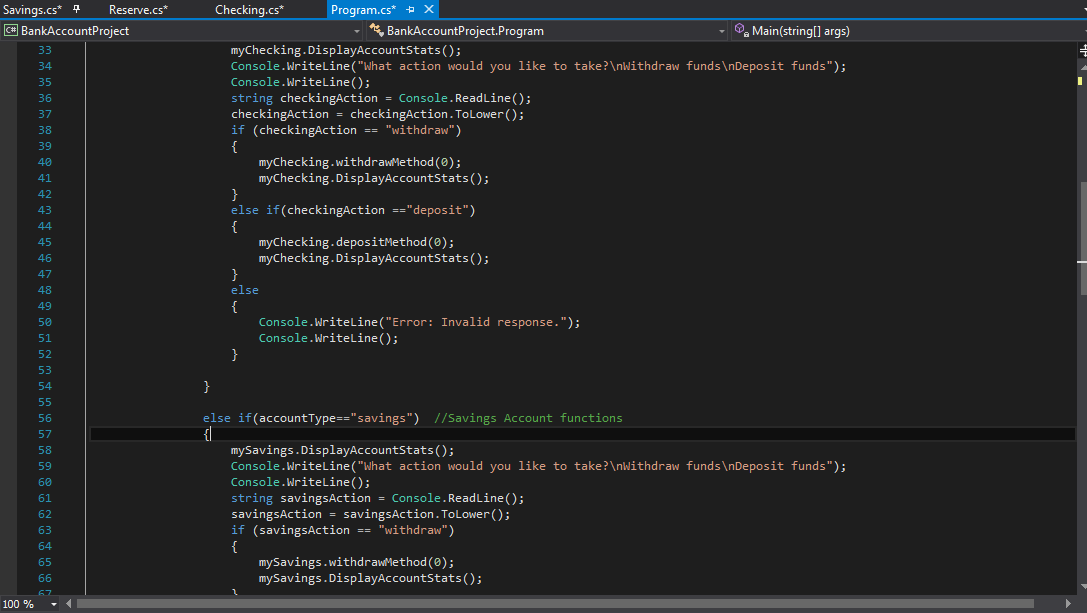 Savings.cs* Reserve.cs* Checking.cs* Program.cs*
C# BankAccountProject BankAccountProject.Program Main(string[] args)
33 myChecking.DisplayAccountStats();
34 Console.WriteLine("What action would you like to take?\nWithdraw funds\nDeposit funds");
35 Console.WriteLine();
36 string checkingAction = Console.ReadLine();
37 checkingAction = checkingAction.ToLower();
38 if (checkingAction == "withdraw")
39 {
40 myChecking.withdrawMethod(0);
41 myChecking.DisplayAccountStats();
42 }
43 else if(checkingAction =="deposit")
44 {
45 myChecking.depositMethod(0);
46 myChecking.DisplayAccountStats();
47 }
48 else
49 {
50 Console.WriteLine("Error: Invalid response.");
51 Console.WriteLine();
52 }
53
54 }
55
56 else if(accountType=="savings") //Savings Account functions
57 {
58 mySavings.DisplayAccountStats();
59 Console.WriteLine("What action would you like to take?\nWithdraw funds\nDeposit funds");
60 Console.WriteLine();
61 string savingsAction = Console.ReadLine();
62 savingsAction = savingsAction.ToLower();
63 if (savingsAction == "withdraw")
64 {
65 mySavings.withdrawMethod(0);
66 mySavings.DisplayAccountStats();
67 }
100 %